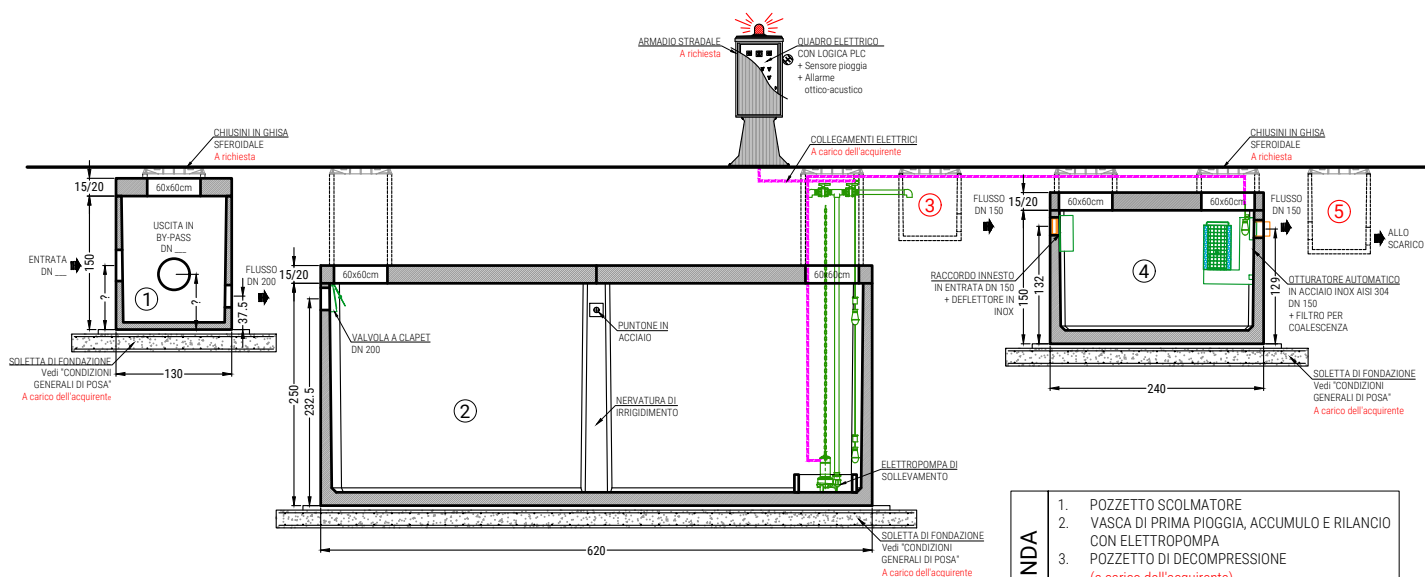 ARMADIO STRADALE
A richiesta
QUADRO ELETTRICO
CON LOGICA PLC
+ Sensore pioggia
+ Allarme
ottico-acustico
CHIUSINI IN GHISA
SFEROIDALE
A richiesta
COLLEGAMENTI ELETTRICI
A carico dell'acquirente
CHIUSINI IN GHISA
SFEROIDALE
A richiesta
15/20
60x60cm
USCITA IN
BY-PASS
DN __
ENTRATA
DN __
150
?
?
1
FLUSSO
DN 200
37.5
130
SOLETTA DI FONDAZIONE
Vedi "CONDIZIONI
GENERALI DI POSA"
A carico dell'acquirente
15/20
60x60cm
60x60cm
VALVOLA A CLAPET
DN 200
PUNTONE IN
ACCIAIO
250
232.5
2
NERVATURA DI
IRRIGIDIMENTO
ELETTROPOMPA DI
SOLLEVAMENTO
620
SOLETTA DI FONDAZIONE
Vedi "CONDIZIONI
GENERALI DI POSA"
A carico dell'acquirente
3
FLUSSO
DN 150
15/20
60x60cm
60x60cm
FLUSSO
DN 150
5
ALLO
SCARICO
RACCORDO INNESTO
IN ENTRATA DN 150
+ DEFLETTORE IN
INOX
150
132
4
129
OTTURATORE AUTOMATICO
IN ACCIAIO INOX AISI 304
DN 150
+ FILTRO PER
COALESCENZA
240
SOLETTA DI FONDAZIONE
Vedi "CONDIZIONI
GENERALI DI POSA"
A carico dell'acquirente
1. POZZETTO SCOLMATORE
2. VASCA DI PRIMA PIOGGIA, ACCUMULO E RILANCIO
CON ELETTROPOMPA
3. POZZETTO DI DECOMPRESSIONE
(a carico dell'acquirente)